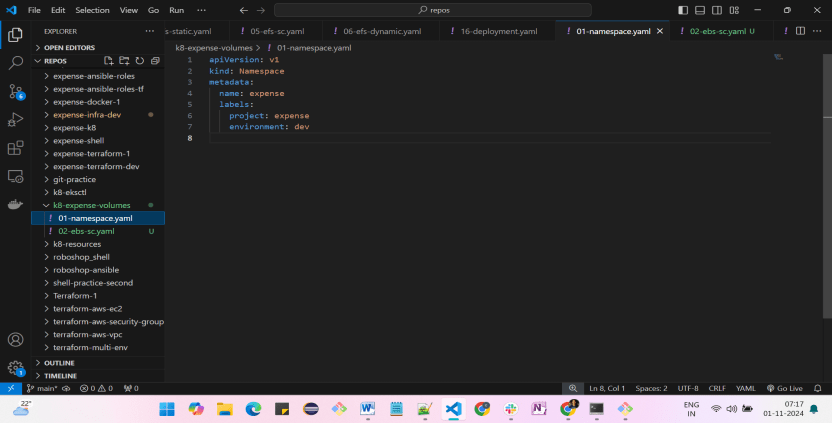 File Edit Selection View Go Run ··· repos
EXPLORER ···
s-static.yaml ! 05-efs-sc.yaml ! 06-efs-dynamic.yaml ! 16-deployment.yaml ! 01-namespace.yaml ! 02-ebs-sc.yaml U
OPEN EDITORS
REPOS
k8-expense-volumes > ! 01-namespace.yaml
1 apiVersion: v1
2 kind: Namespace
3 metadata:
4 name: expense
5 labels:
6 project: expense
7 environment: dev
8
expense-ansible-roles
expense-ansible-roles-tf
expense-docker-1
expense-infra-dev
expense-k8
expense-shell
expense-terraform-1
expense-terraform-dev
git-practice
k8-eksctl
k8-expense-volumes
! 01-namespace.yaml
! 02-ebs-sc.yaml U
k8-resources
roboshop_shell
roboshop-ansible
shell-practice-second
Terraform-1
terraform-aws-ec2
terraform-aws-security-group
terraform-aws-vpc
terraform-multi-env
OUTLINE
TIMELINE
6
1
main* 0 0 0 Ln 8, Col 1 Spaces: 2 UTF-8 CRLF YAML Go Live
22° ENG IN 07:17 01-11-2024